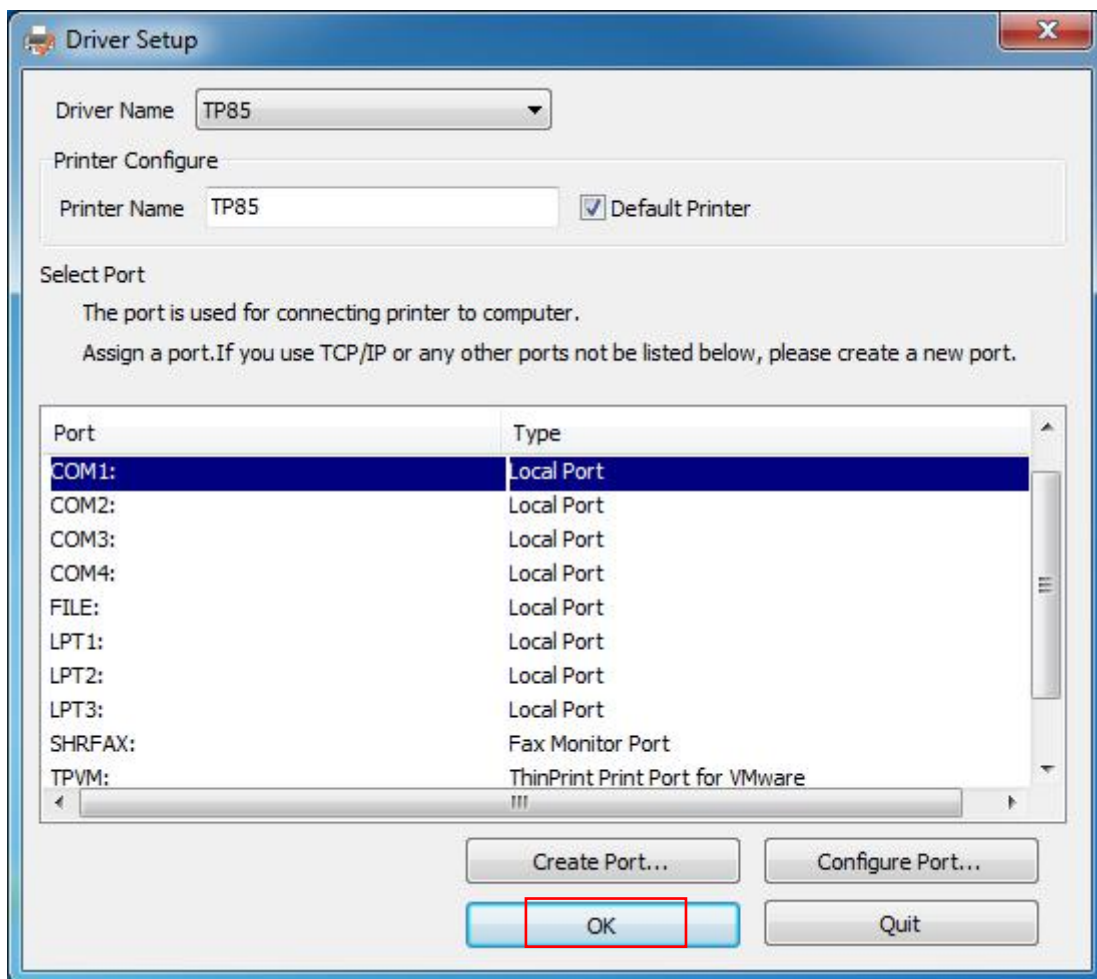 Driver Setup
Driver Name TP85
Printer Configure
Printer Name TP85 Default Printer
Select Port
The port is used for connecting printer to computer.
Assign a port.If you use TCP/IP or any other ports not be listed below, please create a new port.
Port Type
COM1: Local Port
COM2: Local Port
COM3: Local Port
COM4: Local Port
FILE: Local Port
LPT1: Local Port
LPT2: Local Port
LPT3: Local Port
SHRFAX: Fax Monitor Port
TPVM: ThinPrint Print Port for VMware
Create Port... Configure Port...
OK Quit